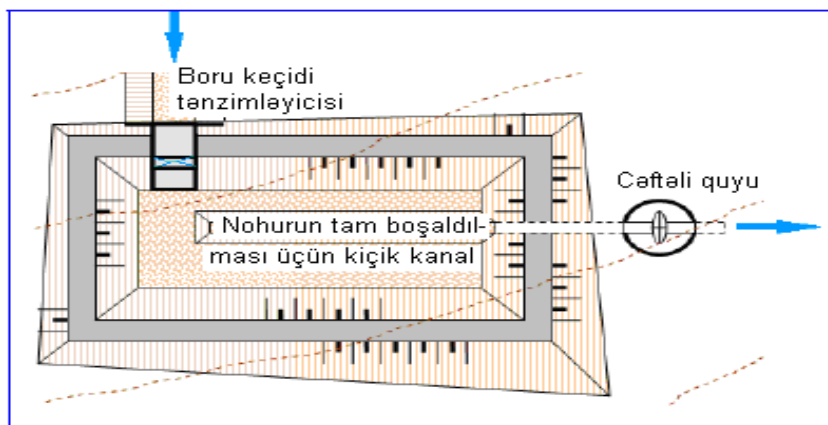 Boru keçidi
tənzimləyicisi
Cəftəli quyu
Nohurun tam boşaldıl-
ması üçün kiçik kanal